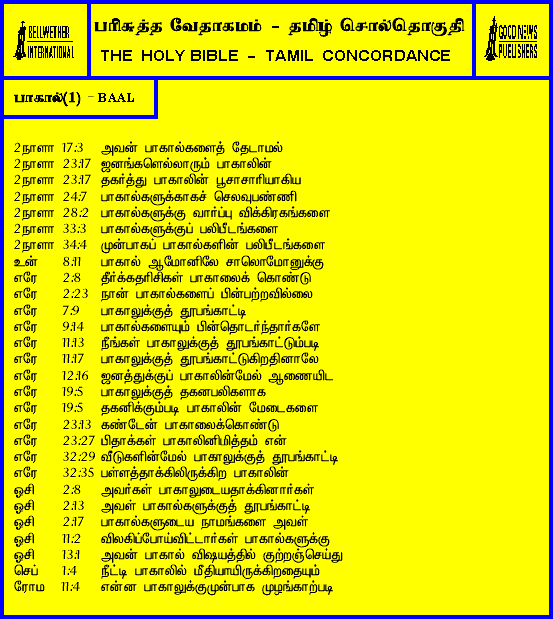 BELLWETHER
INTERNATIONAL
பரிசுத்த வேதாகமம் - தமிழ் சொல்தொகுதி
THE HOLY BIBLE - TAMIL CONCORDANCE
GOOD NEWS
PUBLISHERS
பாகால்(1) - BAAL
2நாளா 17:3 அவன் பாகால்களைத் தேடாமல்
2நாளா 23:17 ஜனங்களெல்லாரும் பாகாலின்
2நாளா 23:17 தகர்த்து பாகாலின் பூசாசாரியாகிய
2நாளா 24:7 பாகால்களுக்காகச் செலவுபண்ணி
2நாளா 28:2 பாகால்களுக்கு வார்ப்பு விக்கிரகங்களை
2நாளா 33:3 பாகால்களுக்குப் பலிபீடங்களை
2நாளா 34:4 முன்பாகப் பாகால்களின் பலிபீடங்களை
உன் 8:11 பாகால் ஆமோனிலே சாலொமோனுக்கு
எரே 2:8 தீர்க்கதரிசிகள் பாகாலைக் கொண்டு
எரே 2:23 நான் பாகால்களைப் பின்பற்றவில்லை
எரே 7:9 பாகாலுக்குத் தூபங்காட்டி
எரே 9:14 பாகால்களையும் பின்தொடர்ந்தார்களே
எரே 11:13 நீங்கள் பாகாலுக்குத் தூபங்காட்டும்படி
எரே 11:17 பாகாலுக்குத் தூபங்காட்டுகிறதினாலே
எரே 12:16 ஜனத்துக்குப் பாகாலின்மேல் ஆணையிட
எரே 19:5 பாகாலுக்குத் தகனபலிகளாக
எரே 19:5 தகனிக்கும்படி பாகாலின் மேடைகளை
எரே 23:13 கண்டேன் பாகாலைக்கொண்டு
எரே 23:27 பிதாக்கள் பாகாலினிமித்தம் என்
எரே 32:29 வீடுகளின்மேல் பாகாலுக்குத் தூபங்காட்டி
எரே 32:35 பள்ளத்தாக்கிலிருக்கிற பாகாலின்
ஓசி 2:8 அவர்கள் பாகாலுடையதாக்கினார்கள்
ஓசி 2:13 அவள் பாகால்களுக்குத் தூபங்காட்டி
ஓசி 2:17 பாகால்களுடைய நாமங்களை அவள்
ஓசி 11:2 விலகிப்போய்விட்டார்கள் பாகால்களுக்கு
ஓசி 13:1 அவன் பாகால் விஷயத்தில் குற்றஞ்செய்து
செப் 1:4 நீட்டி பாகாலில் மீதியாயிருக்கிறதையும்
ரோம 11:4 என்ன பாகாலுக்குமுன்பாக முழங்காற்படி